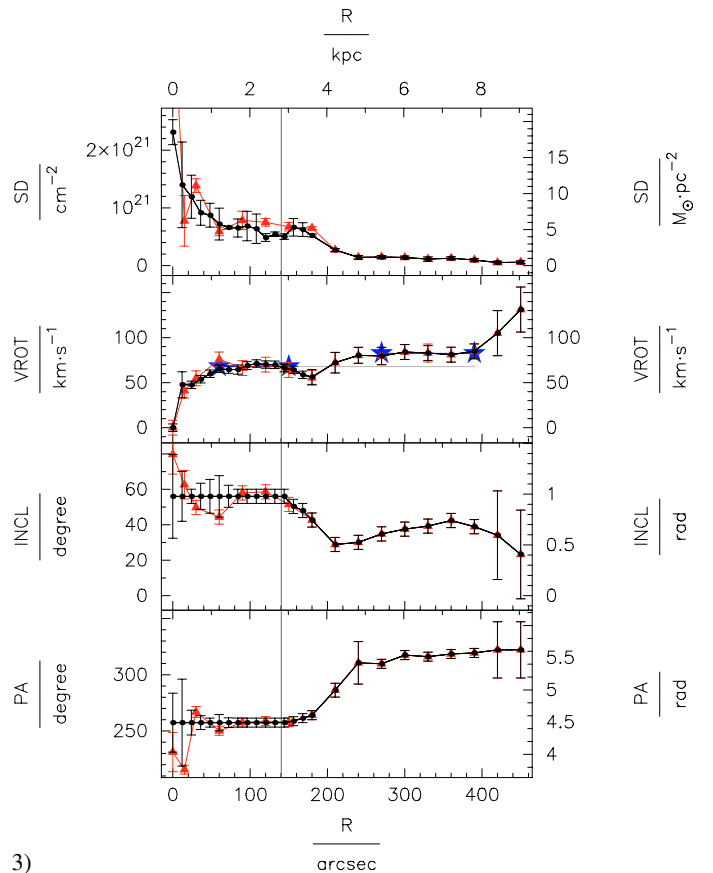 R
kpc
0 2 4 6 8
SD
cm⁻²
2×10²¹
10²¹
0
15
10
5
0
SD
M⊙·pc⁻²
VROT
km·s⁻¹
100
50
0
100
50
0
VROT
km·s⁻¹
INCL
degree
60
40
20
0
1
0.5
0
INCL
rad
PA
degree
300
250
5.5
5
4.5
4
PA
rad
0 100 200 300 400
R
arcsec
3)